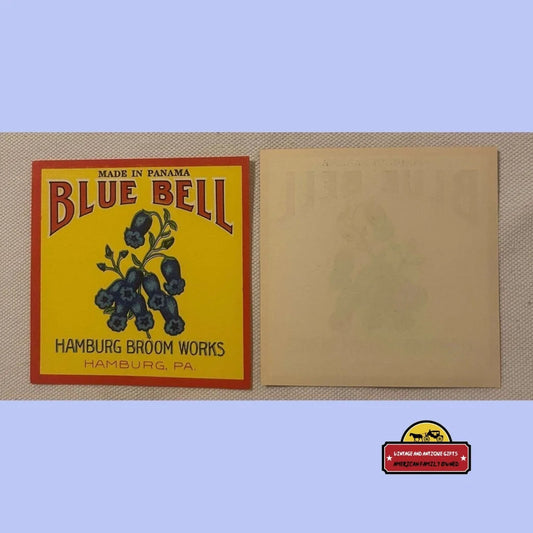 MADE IN PANAMA
BLUE BELL
HAMBURG BROOM WORKS
HAMBURG, PA.
VINTAGE AND ANTIQUE GIFTS
AMERICAN FAMILY OWNED